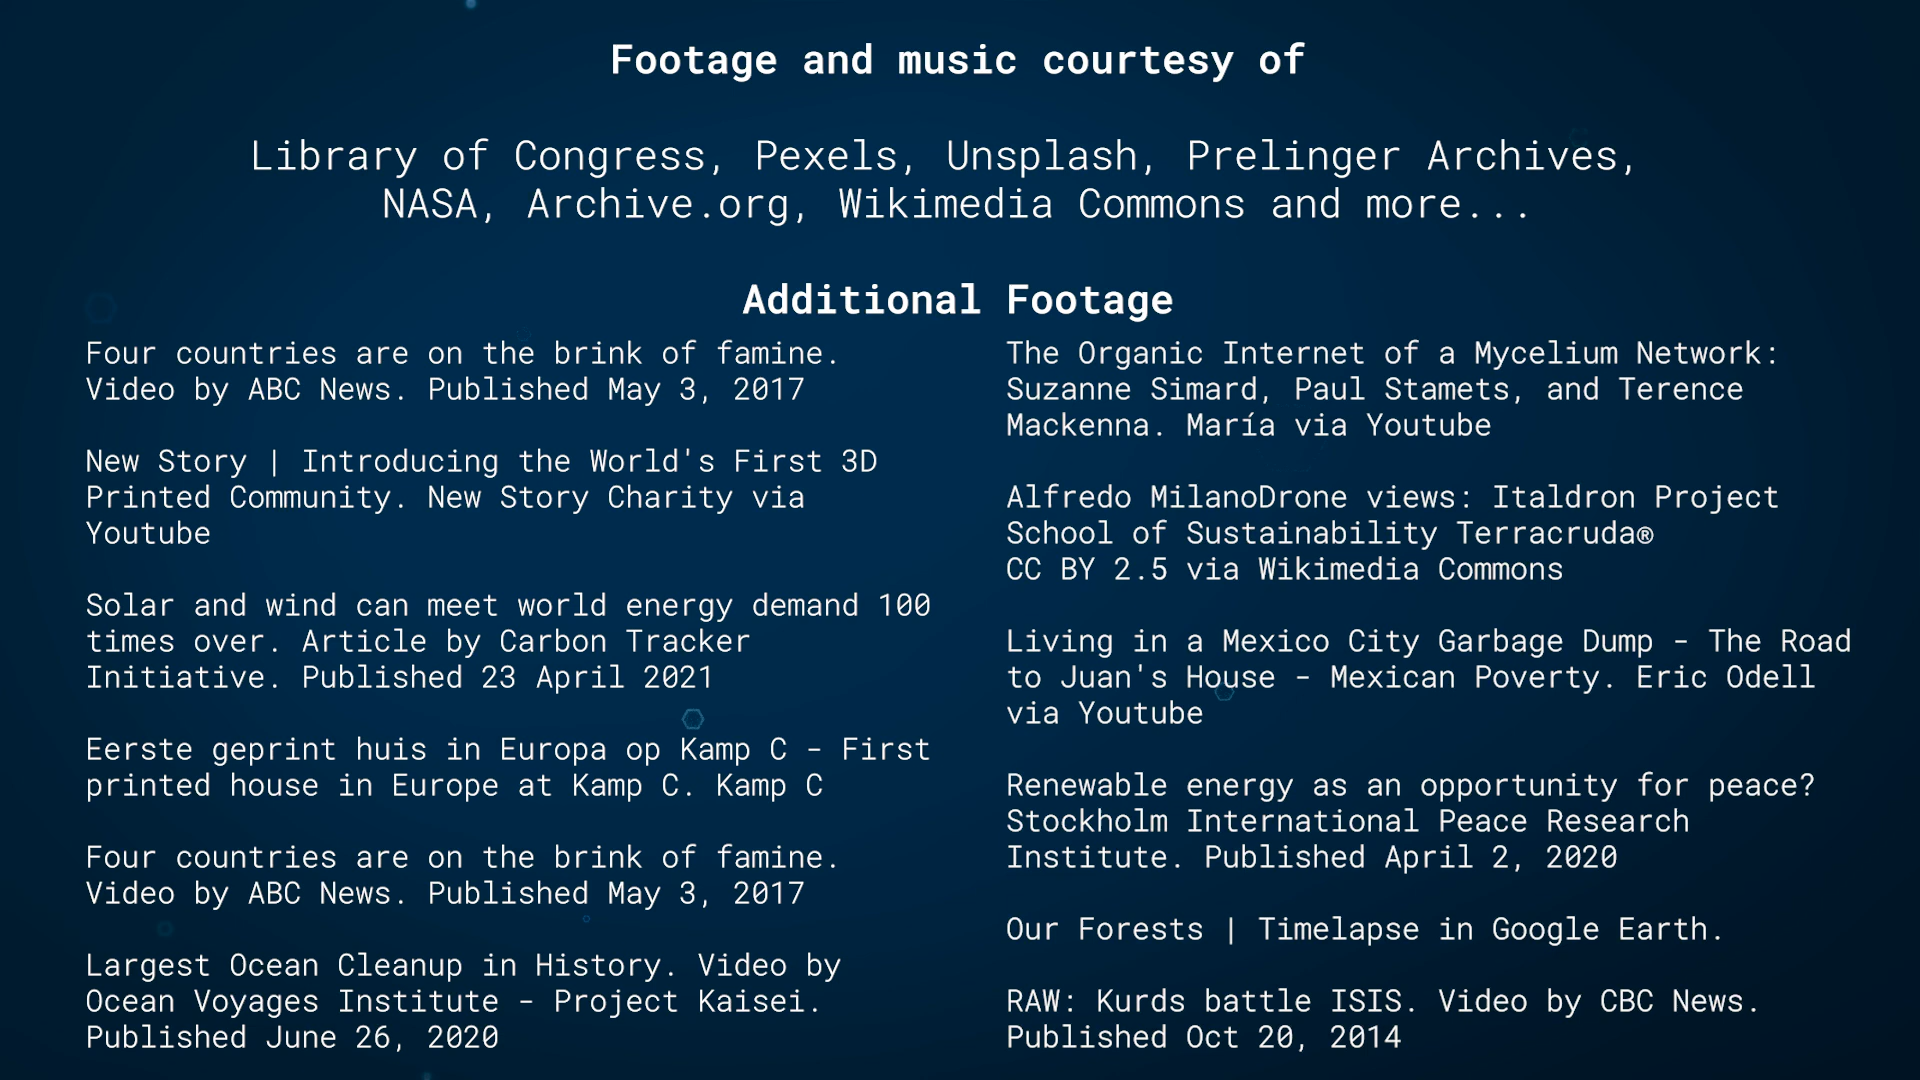 Footage and music courtesy of
Library of Congress, Pexels, Unsplash, Prelinger Archives,
NASA, Archive.org, Wikimedia Commons and more...
Additional Footage
Four countries are on the brink of famine.
Video by ABC News. Published May 3, 2017
New Story | Introducing the World's First 3D
Printed Community. New Story Charity via
Youtube
Solar and wind can meet world energy demand 100
times over. Article by Carbon Tracker
Initiative. Published 23 April 2021
Eerste geprint huis in Europa op Kamp C - First
printed house in Europe at Kamp C. Kamp C
Four countries are on the brink of famine.
Video by ABC News. Published May 3, 2017
Largest Ocean Cleanup in History. Video by
Ocean Voyages Institute - Project Kaisei.
Published June 26, 2020
The Organic Internet of a Mycelium Network:
Suzanne Simard, Paul Stamets, and Terence
Mackenna. María via Youtube
Alfredo MilanoDrone views: Italdron Project
School of Sustainability Terracruda®
CC BY 2.5 via Wikimedia Commons
Living in a Mexico City Garbage Dump - The Road
to Juan's House - Mexican Poverty. Eric Odell
via Youtube
Renewable energy as an opportunity for peace?
Stockholm International Peace Research
Institute. Published April 2, 2020
Our Forests | Timelapse in Google Earth.
RAW: Kurds battle ISIS. Video by CBC News.
Published Oct 20, 2014